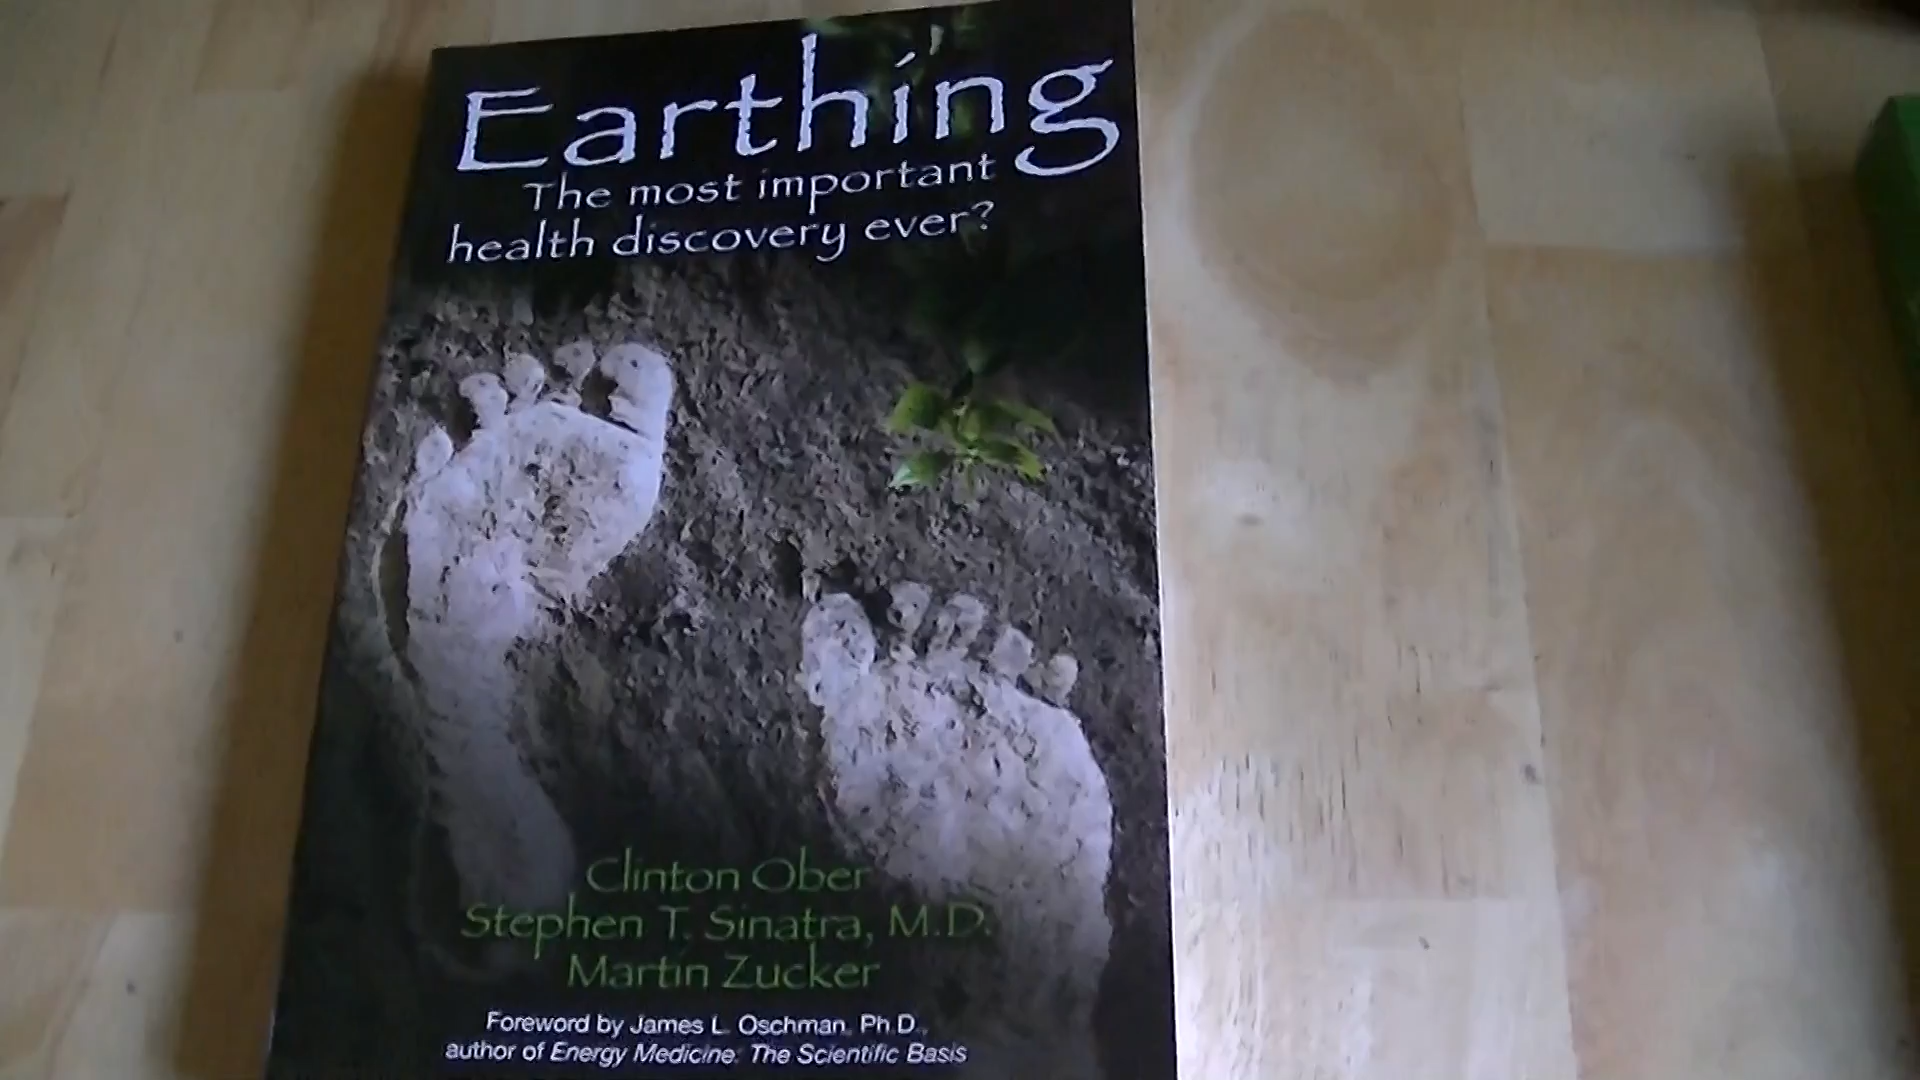 Earthing
The most important
health discovery ever?
Clinton Ober
Stephen T. Sinatra, M.D.
Martin Zucker
Foreword by James L. Oschman, Ph.D.,
author of Energy Medicine: The Scientific Basis